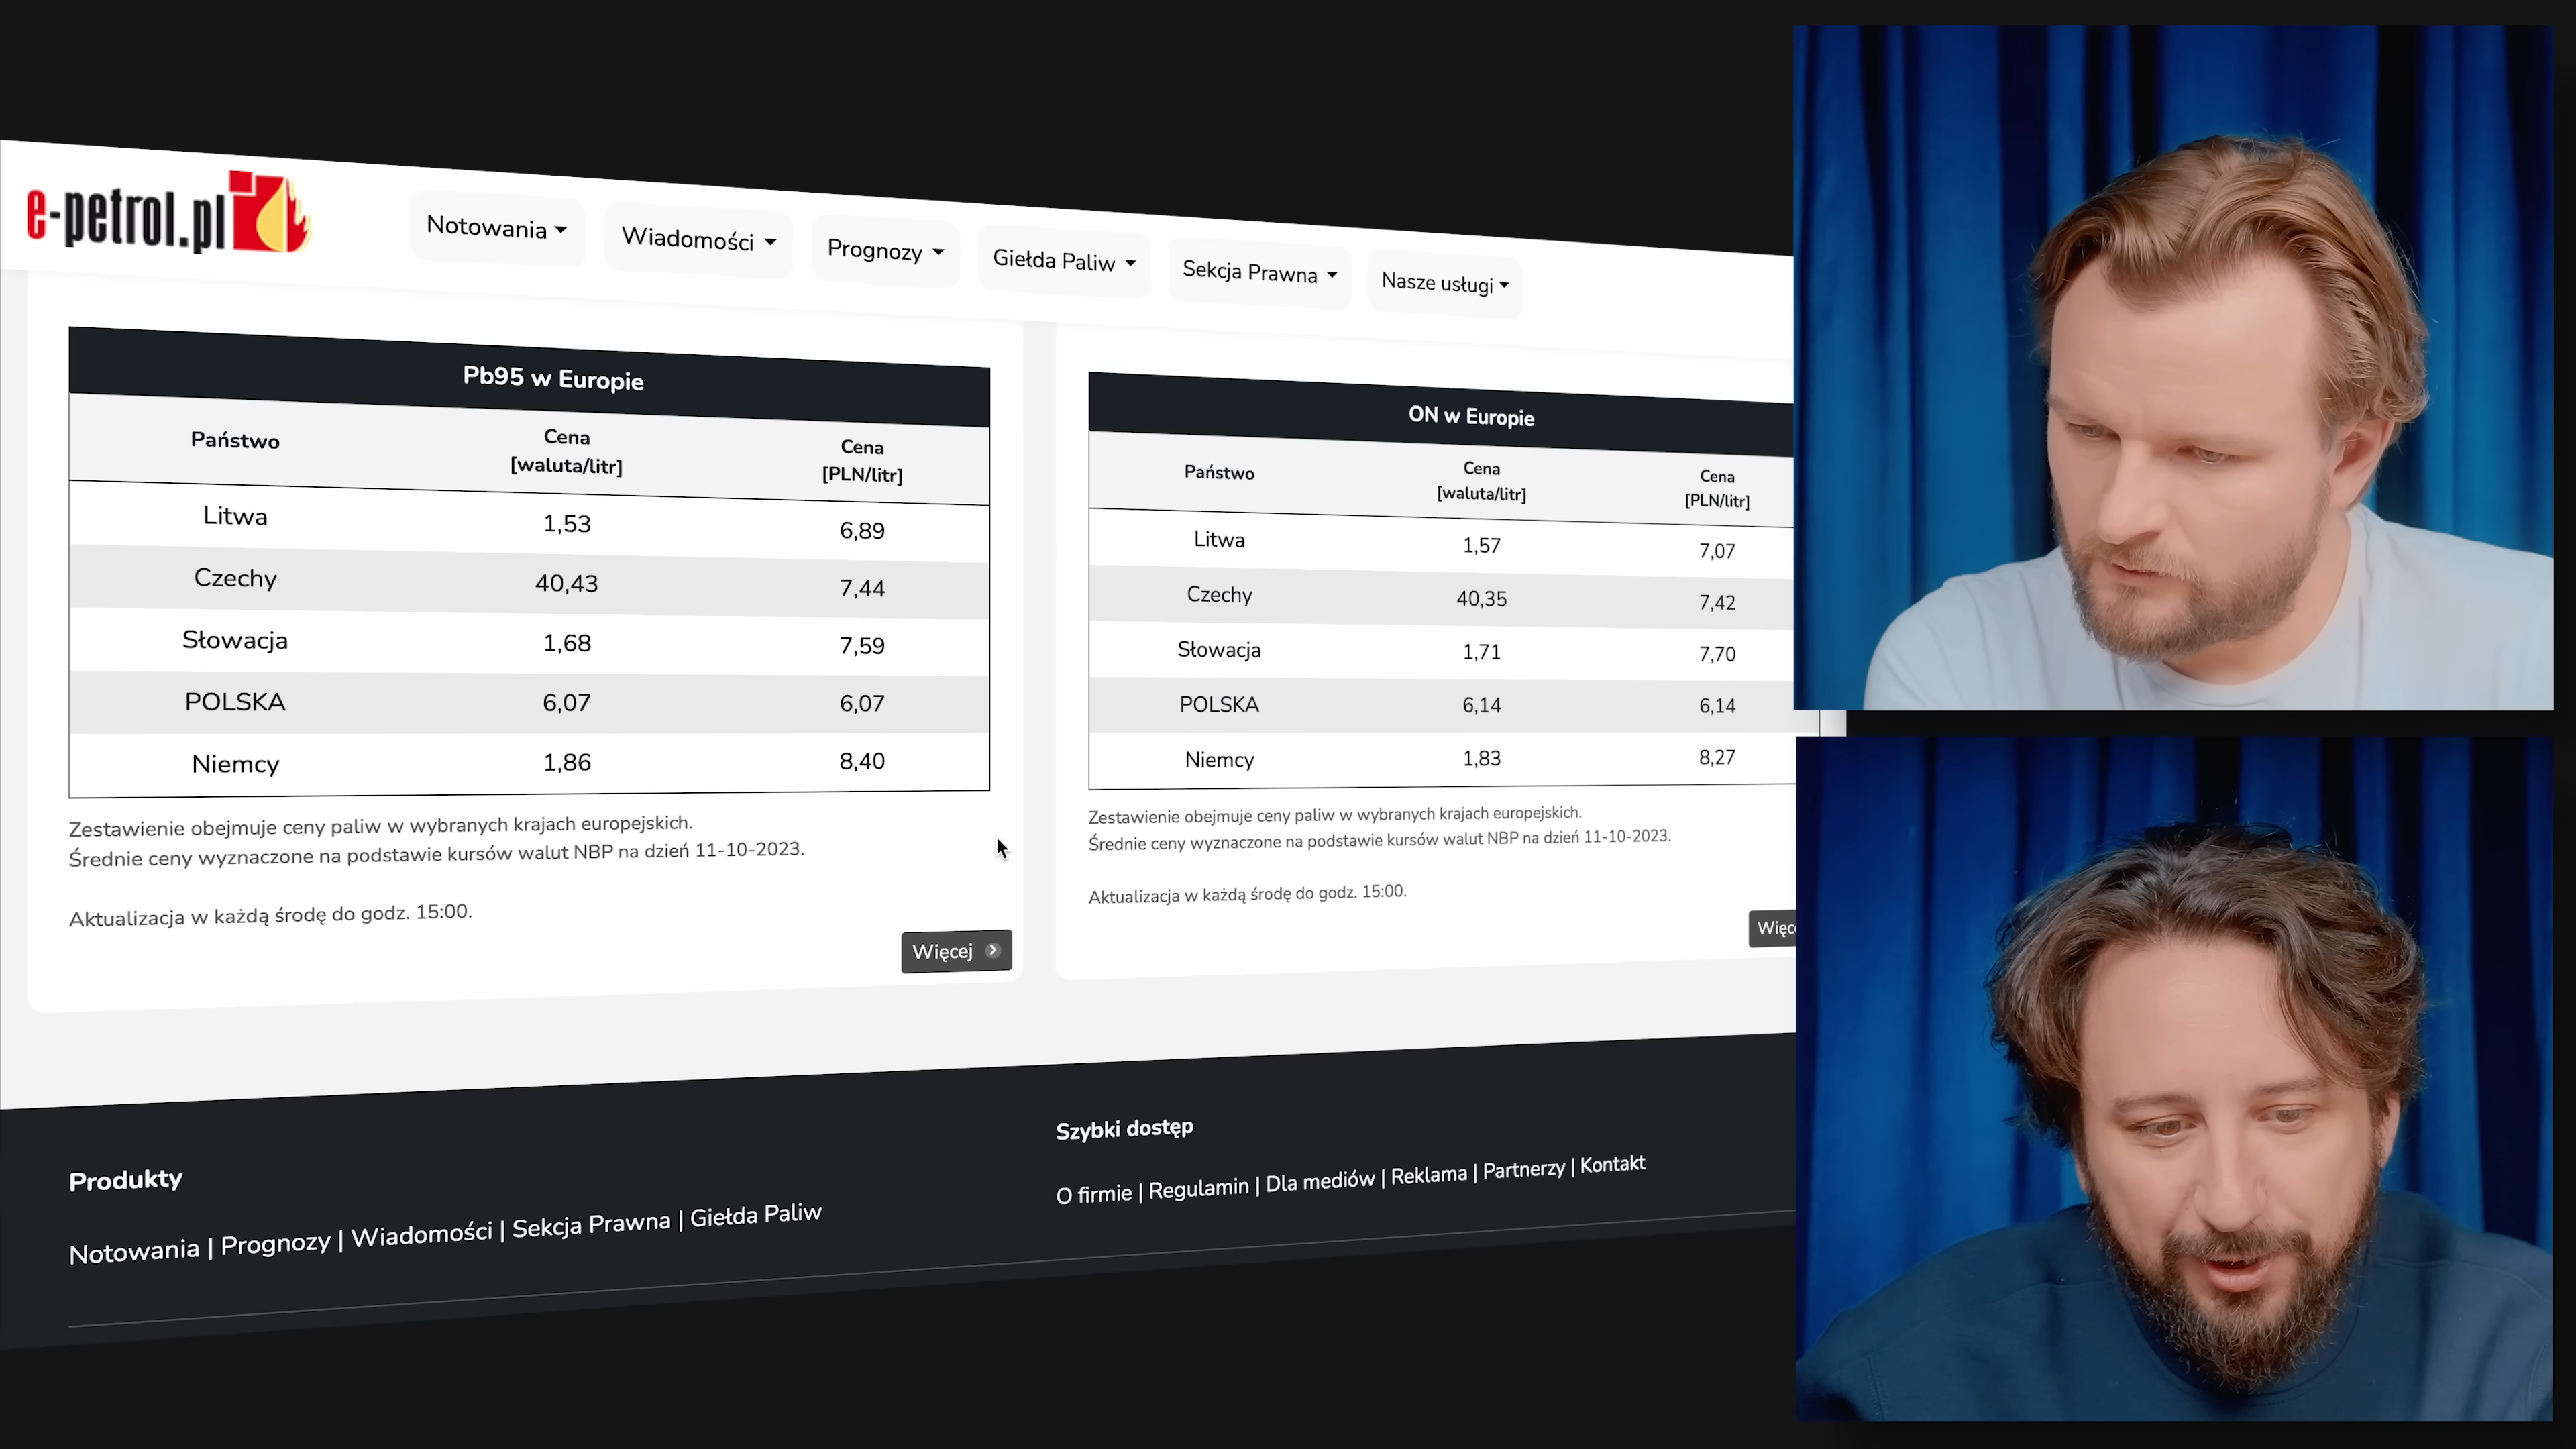 e-petrol.pl
Notowania
Wiadomości
Prognozy
Giełda Paliw
Sekcja Prawna
Nasze usługi
Pb95 w Europie
Państwo
Cena
[waluta/litr]
Cena
[PLN/litr]
Litwa 1,53 6,89
Czechy 40,43 7,44
Słowacja 1,68 7,59
POLSKA 6,07 6,07
Niemcy 1,86 8,40
Zestawienie obejmuje ceny paliw w wybranych krajach europejskich.
Średnie ceny wyznaczone na podstawie kursów walut NBP na dzień 11-10-2023.
Aktualizacja w każdą środę do godz. 15:00.
Więcej
ON w Europie
Państwo
Cena
[waluta/litr]
Cena
[PLN/litr]
Litwa 1,57 7,07
Czechy 40,35 7,42
Słowacja 1,71 7,70
POLSKA 6,14 6,14
Niemcy 1,83 8,27
Zestawienie obejmuje ceny paliw w wybranych krajach europejskich.
Średnie ceny wyznaczone na podstawie kursów walut NBP na dzień 11-10-2023.
Aktualizacja w każdą środę do godz. 15:00.
Produkty
Notowania | Prognozy | Wiadomości | Sekcja Prawna | Giełda Paliw
Szybki dostęp
O firmie | Regulamin | Dla mediów | Reklama | Partnerzy | Kontakt